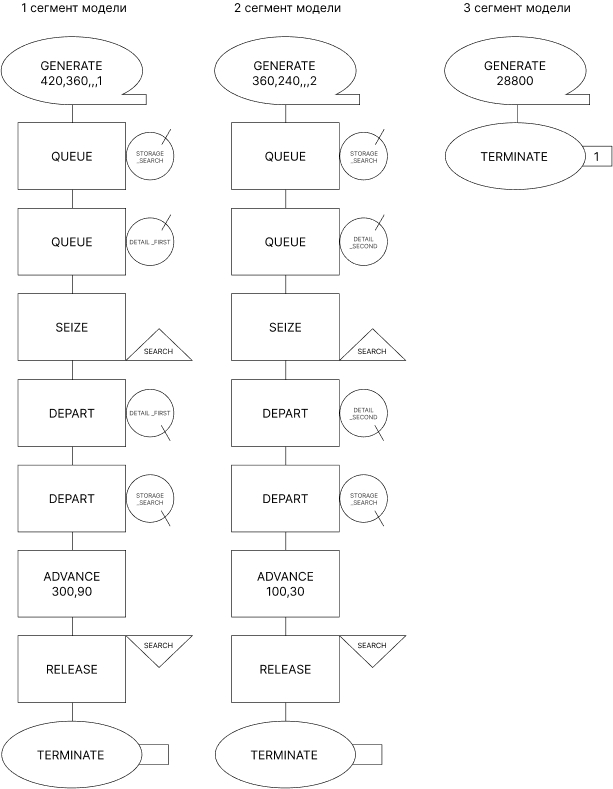 1 сегмент модели
GENERATE
420,360,,,1
QUEUE
STORAGE
_SEARCH
QUEUE
DETAIL _FIRST
SEIZE
SEARCH
DEPART
DETAIL _FIRST
DEPART
STORAGE
_SEARCH
ADVANCE
300,90
RELEASE
SEARCH
TERMINATE
2 сегмент модели
GENERATE
360,240,,,2
QUEUE
STORAGE
_SEARCH
QUEUE
DETAIL
_SECOND
SEIZE
SEARCH
DEPART
DETAIL
_SECOND
DEPART
STORAGE
_SEARCH
ADVANCE
100,30
RELEASE
SEARCH
TERMINATE
3 сегмент модели
GENERATE
28800
TERMINATE
1